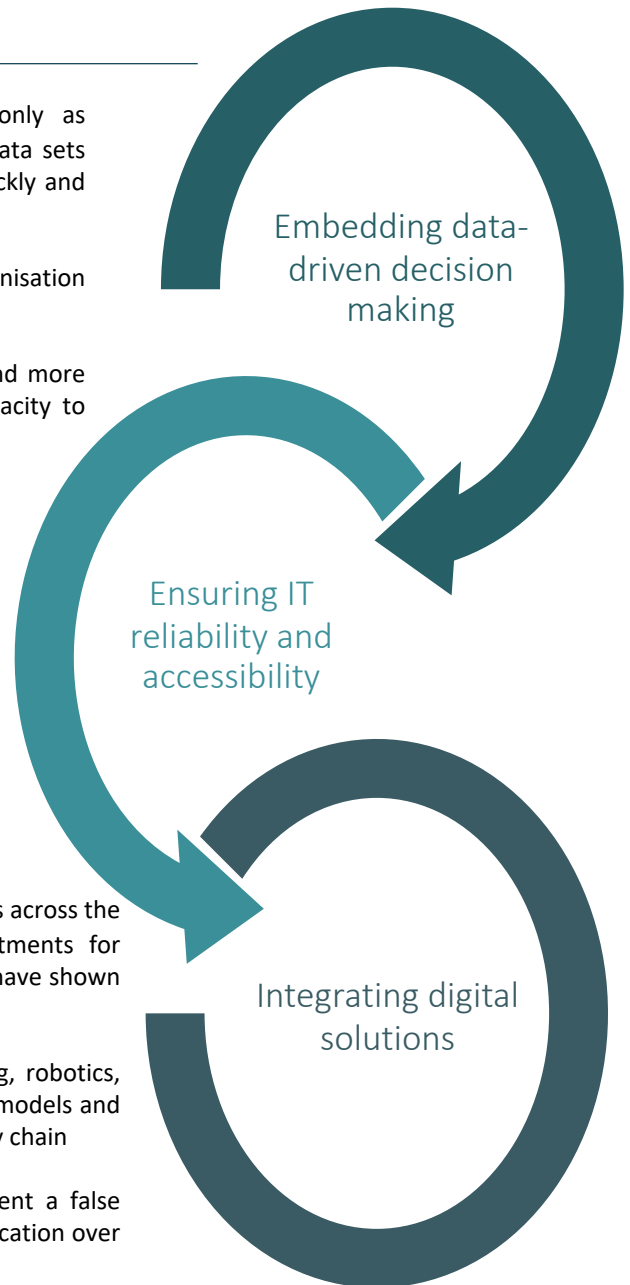 only as
ata sets
ckly and
Embedding data-
driven decision
making
nisation
nd more
acity to
Ensuring IT
reliability and
accessibility
s across the
tments for
have shown
Integrating digital
solutions
g, robotics,
models and
y chain
ent a false
cation over